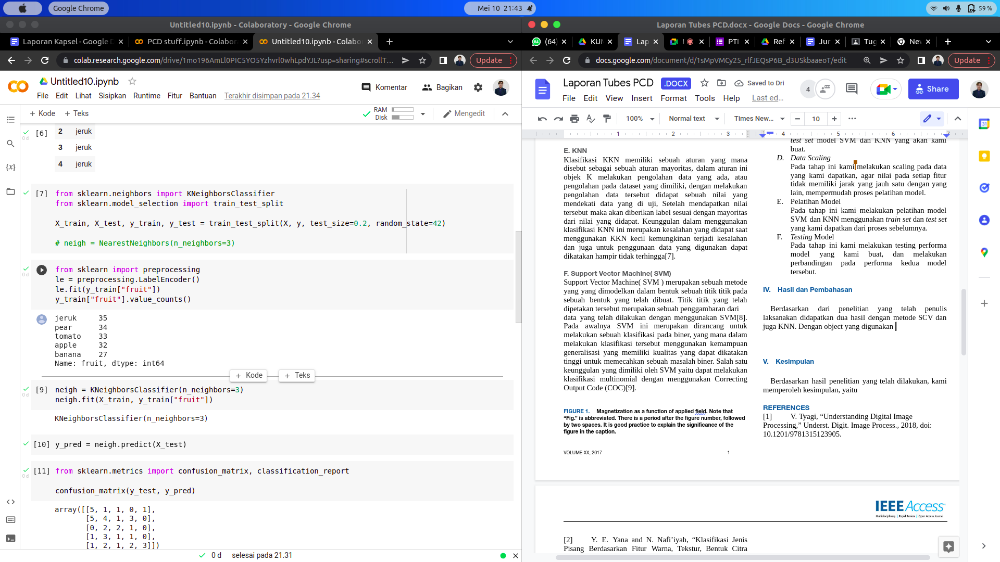 Google Chrome
Mei 10 21:43
59 %
Untitled10.ipynb - Colaboratory - Google Chrome
Laporan Kapsel - Google D
PCD stuff.ipynb - Colabora
Untitled10.ipynb - Colabo
colab.research.google.com/drive/1mo196AmLl0PIC5YO5Yzhvrl0whLpdYJL?usp=sharing#scrollT...
Update
Untitled10.ipynb
Komentar
Bagikan
File Edit Lihat Sisipkan Runtime Fitur Bantuan Terakhir disimpan pada 21.34
+ Kode + Teks
RAM
Disk
Mengedit
[6]
2 jeruk
3 jeruk
4 jeruk
0 d
[7] from sklearn.neighbors import KNeighborsClassifier
from sklearn.model_selection import train_test_split
X_train, X_test, y_train, y_test = train_test_split(X, y, test_size=0.2, random_state=42)
# neigh = NearestNeighbors(n_neighbors=3)
0 d
from sklearn import preprocessing
le = preprocessing.LabelEncoder()
le.fit(y_train["fruit"])
y_train["fruit"].value_counts()
jeruk 35
pear 34
tomato 33
apple 32
banana 27
Name: fruit, dtype: int64
+ Kode + Teks
0 d
[9] neigh = KNeighborsClassifier(n_neighbors=3)
neigh.fit(X_train, y_train["fruit"])
KNeighborsClassifier(n_neighbors=3)
[10] y_pred = neigh.predict(X_test)
0 d
[11] from sklearn.metrics import confusion_matrix, classification_report
confusion_matrix(y_test, y_pred)
array([[5, 1, 1, 0, 1],
[5, 4, 1, 3, 0],
[0, 2, 2, 1, 0],
[1, 3, 1, 1, 0],
[1, 2, 1, 2, 3]])
0 d selesai pada 21.31
Laporan Tubes PCD.docx - Google Docs - Google Chrome
(64)
KUM
Lap
PTI
Ref
Jur
Tug
Nev
docs.google.com/document/d/1sMpVMCy25_rlfJEQsP6B_d3USkbaaeoT/edit
Update
Laporan Tubes PCD .DOCX
Saved to Dri
4
Share
File Edit View Insert Format Tools Help Last ed...
100% Normal text Times New... 10
1 2 3 4 5 6 7
E. KNN
Klasifikasi KKN memiliki sebuah aturan yang mana
disebut sebagai sebuah aturan mayoritas, dalam aturan ini
objek K melakukan pengolahan data yang ada, atau
pengolahan pada dataset yang dimiliki, dengan melakukan
pengolahan data tersebut didapat sebuah nilai yang
mendekati data yang di uji, Setelah mendapatkan nilai
tersebut maka akan diberikan label sesuai dengan mayoritas
dari nilai yang didapat. Keunggulan dalam menggunakan
klasifikasi KNN ini merupakan kesalahan yang didapat saat
menggunakan KKN kecil kemungkinan terjadi kesalahan
dan juga untuk penggunaan data yang digunakan dapat
dikatakan hampir tidak terhingga[7].
F. Support Vector Machine( SVM)
Support Vector Machine( SVM ) merupakan sebuah metode
yang yang dimodelkan dalam bentuk sebuah titik titik pada
sebuah bentuk yang telah dibuat. Titik titik yang telah
dipetakan tersebut merupakan sebuah penggambaran dari
data yang telah dilakukan dengan menggunakan SVM[8].
Pada awalnya SVM ini merupakan dirancang untuk
melakukan sebuah klasifikasi pada biner, yang mana dalam
melakukan klasifikasi tersebut menggunakan kemampuan
generalisasi yang memiliki kualitas yang dapat dikatakan
tinggi untuk memecahkan sebuah masalah biner. Salah satu
keunggulan yang dimiliki oleh SVM yaitu dapat melakukan
klasifikasi multinomial dengan menggunakan Correcting
Output Code (COC)[9].
FIGURE 1. Magnetization as a function of applied field. Note that
“Fig.” is abbreviated. There is a period after the figure number, followed
by two spaces. It is good practice to explain the significance of the
figure in the caption.
VOLUME XX, 2017 1
test set model SVM dan KNN yang akan kami
buat.
D. Data Scaling
Pada tahap ini kami melakukan scaling pada data
yang kami dapatkan, agar nilai pada setiap fitur
tidak memiliki jarak yang jauh satu dengan yang
lain, mempermudah proses pelatihan model.
E. Pelatihan Model
Pada tahap ini kami melakukan pelatihan model
SVM dan KNN menggunakan train set dan test set
yang kami dapatkan dari proses sebelumnya.
F. Testing Model
Pada tahap ini kami melakukan testing performa
model yang kami buat, dan melakukan
perbandingan pada performa kedua model
tersebut.
IV. Hasil dan Pembahasan
Berdasarkan dari penelitian yang telah penulis
laksanakan didapatkan dua hasil dengan metode SCV dan
juga KNN. Dengan object yang digunakan
V. Kesimpulan
Berdasarkan hasil penelitian yang telah dilakukan, kami
memperoleh kesimpulan, yaitu
REFERENCES
[1] V. Tyagi, “Understanding Digital Image
Processing,” Underst. Digit. Image Process., 2018, doi:
10.1201/9781315123905.
IEEE Access
Multidisciplinary | Rapid Review | Open Access Journal
[2] Y. E. Yana and N. Nafi’iyah, “Klasifikasi Jenis
Pisang Berdasarkan Fitur Warna, Tekstur, Bentuk Citra